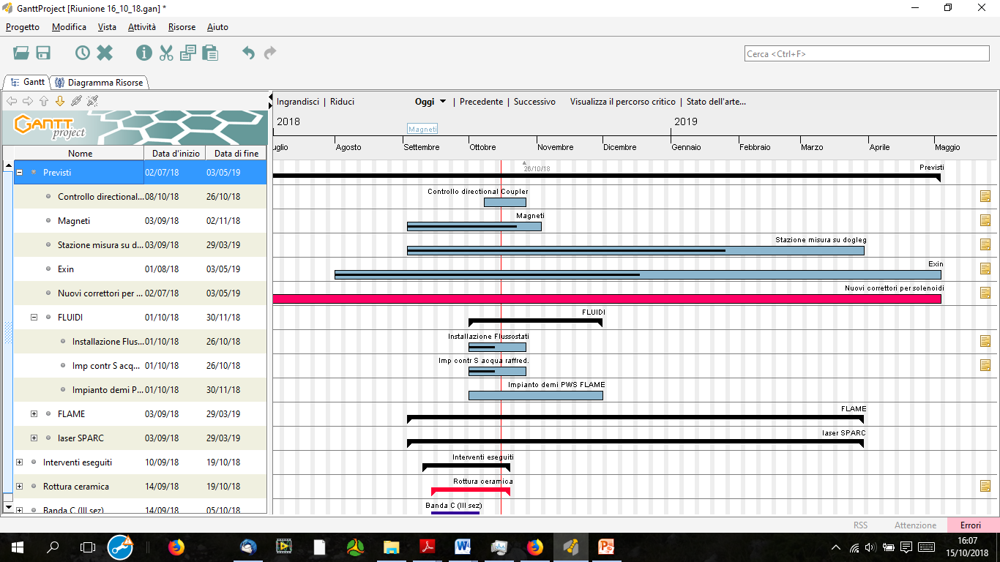 GanttProject [Riunione 16_10_18.gan] *
Progetto Modifica Vista Attività Risorse Aiuto
Cerca <Ctrl+F>
Gantt Diagramma Risorse
Ingrandisci | Riduci Oggi | Precedente | Successivo Visualizza il percorso critico | Stato dell'arte...
GANTT project
2018 2019
Magneti
Nome Data d'inizio Data di fine
uglio Agosto Settembre Ottobre Novembre Dicembre Gennaio Febbraio Marzo Aprile Maggio
Previsti 02/07/18 03/05/19 26/10/18 Previsti
Controllo directional... 08/10/18 26/10/18 Controllo directional Coupler
Magneti 03/09/18 02/11/18 Magneti
Stazione misura su d... 03/09/18 29/03/19 Stazione misura su dogleg
Exin 01/08/18 03/05/19 Exin
Nuovi correttori per ... 02/07/18 03/05/19 Nuovi correttori per solenoidi
FLUIDI 01/10/18 30/11/18 FLUIDI
Installazione Flus... 01/10/18 26/10/18 Installazione Flussostati
Imp contr S acq... 01/10/18 26/10/18 Imp contr S acqua raffred.
Impianto demi P... 01/10/18 30/11/18 Impianto demi PWS FLAME
FLAME 03/09/18 29/03/19 FLAME
laser SPARC 03/09/18 29/03/19 laser SPARC
Interventi eseguiti 10/09/18 19/10/18 Interventi eseguiti
Rottura ceramica 14/09/18 19/10/18 Rottura ceramica
Banda C (III sez) 14/09/18 05/10/18 Banda C (III sez)
RSS Attenzione Errori
16:07
15/10/2018